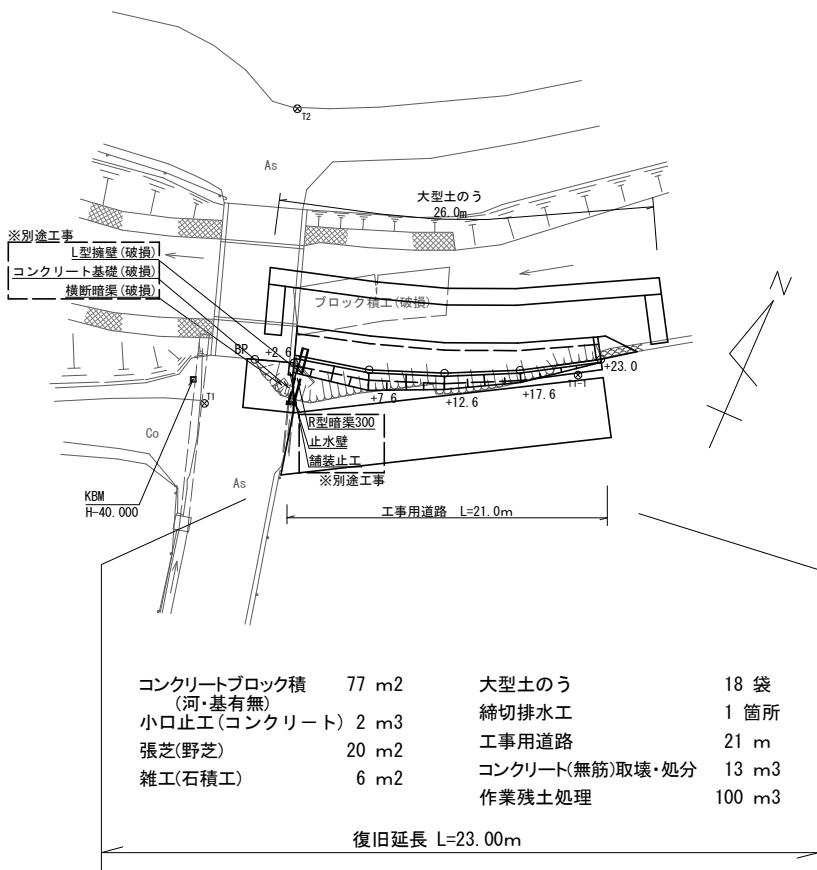 T2
As
大型土のう
26.0m
※別途工事
L型擁壁(破損)
コンクリート基礎(破損)
横断暗渠(破損)
N
ブロック積工(破損)
BP
+2.6
+23.0
T1-1
+7.6
+12.6
+17.6
T1
R型暗渠300
止水壁
舗装止工
※別途工事
Co
As
KBM
H-40.000
工事用道路 L=21.0m
コンクリートブロック積 77 m2
(河・基有無)
小口止工(コンクリート) 2 m3
張芝(野芝) 20 m2
雑工(石積工) 6 m2
大型土のう 18 袋
締切排水工 1 箇所
工事用道路 21 m
コンクリート(無筋)取壊・処分 13 m3
作業残土処理 100 m3
復旧延長 L=23.00m